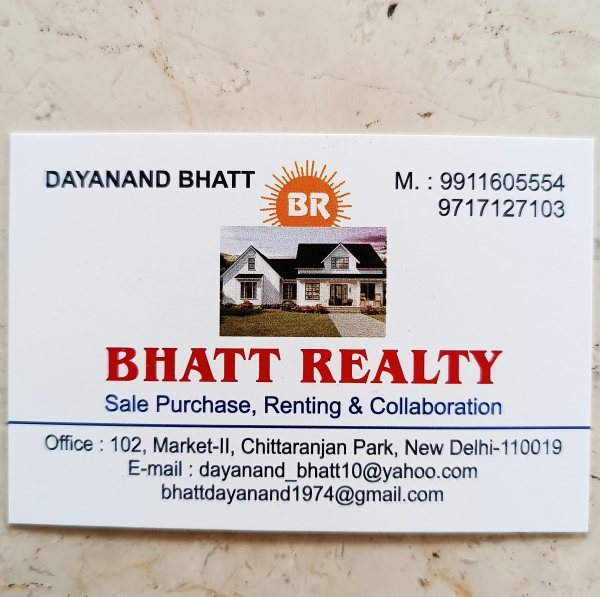 DAYANAND BHATT
BR
M. : 9911605554
9717127103
BHATT REALTY
Sale Purchase, Renting & Collaboration
Office : 102, Market-II, Chittaranjan Park, New Delhi-110019
E-mail : dayanand_bhatt10@yahoo.com
bhattdayanand1974@gmail.com